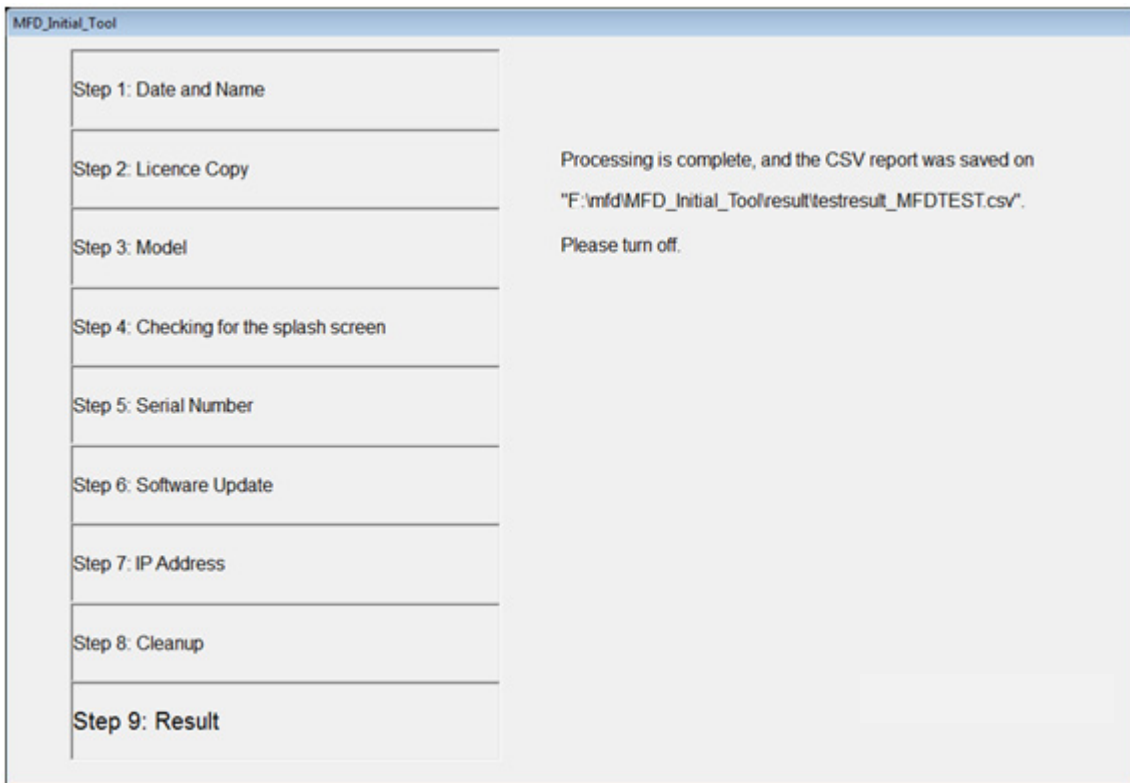 MFD_Initial_Tool
Step 1: Date and Name
Step 2: Licence Copy
Step 3: Model
Step 4: Checking for the splash screen
Step 5: Serial Number
Step 6: Software Update
Step 7: IP Address
Step 8: Cleanup
Step 9: Result
Processing is complete, and the CSV report was saved on
"F:\mfd\MFD_Initial_Tool\result\testresult_MFDTEST.csv".
Please turn off.